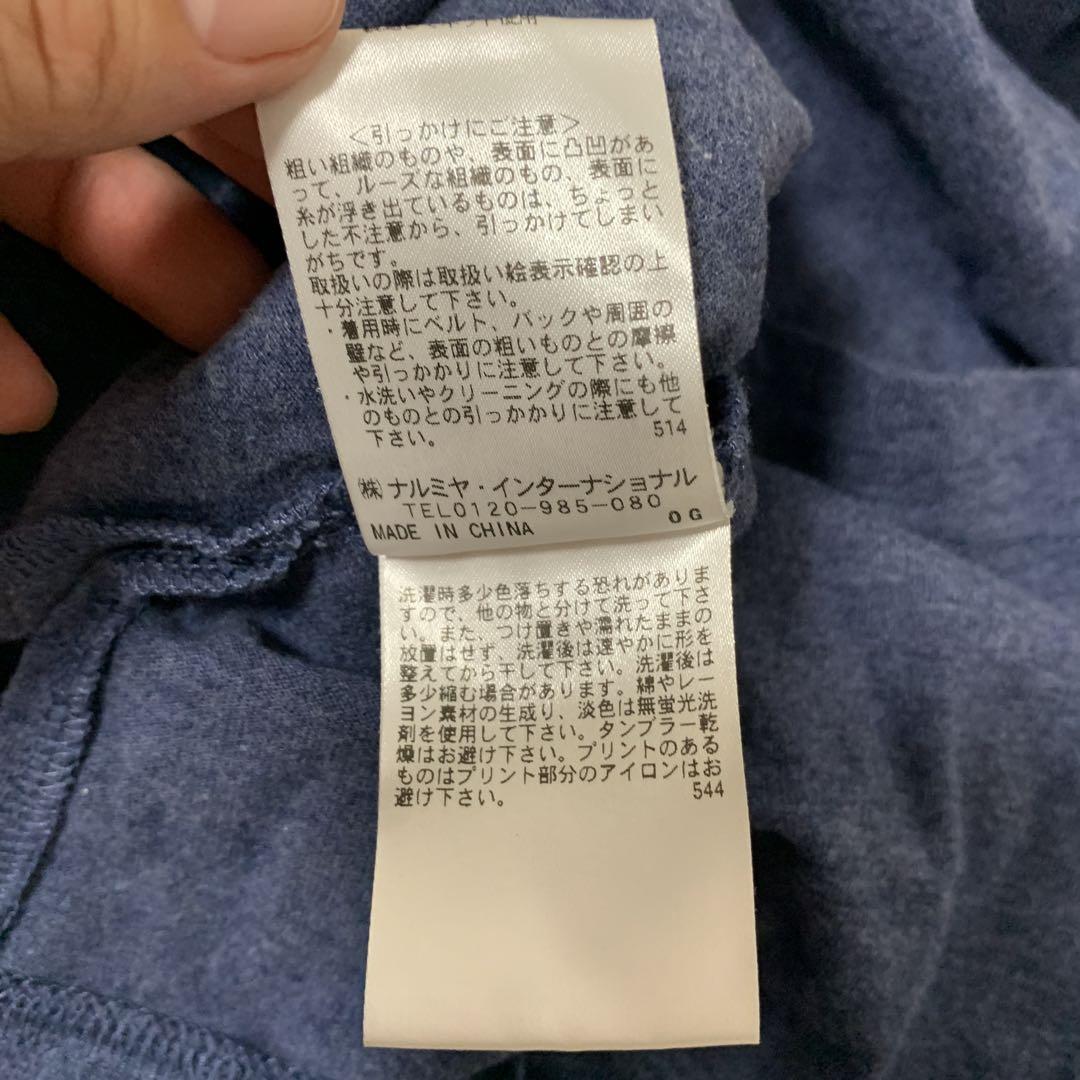 使用
＜引っかけにご注意＞
粗い組織のものや、表面に凸凹があ
って、ルーズな組織のもの、表面に
糸が浮き出ているものは、ちょっと
した不注意から、引っかけてしまい
がちです。
取扱いの際は取扱い絵表示確認の上
十分注意して下さい。
・着用時にベルト、バックや周囲の
壁など、表面の粗いものとの摩擦
や引っかかりに注意して下さい。
・水洗いやクリーニングの際にも他
のものとの引っかかりに注意して
下さい。 514
㈱ナルミヤ・インターナショナル
TEL0120-985-080
MADE IN CHINA 0G
洗濯時多少色落ちする恐れがありま
すので、他の物と分けて洗って下さ
い。また、つけ置きや濡れたままの
放置はせず、洗濯後は速やかに形を
整えてから干して下さい。洗濯後は
多少縮む場合があります。綿やレー
ヨン素材の生成り、淡色は無蛍光洗
剤を使用して下さい。タンブラー乾
燥はお避け下さい。プリントのある
ものはプリント部分のアイロンはお
避け下さい。 544